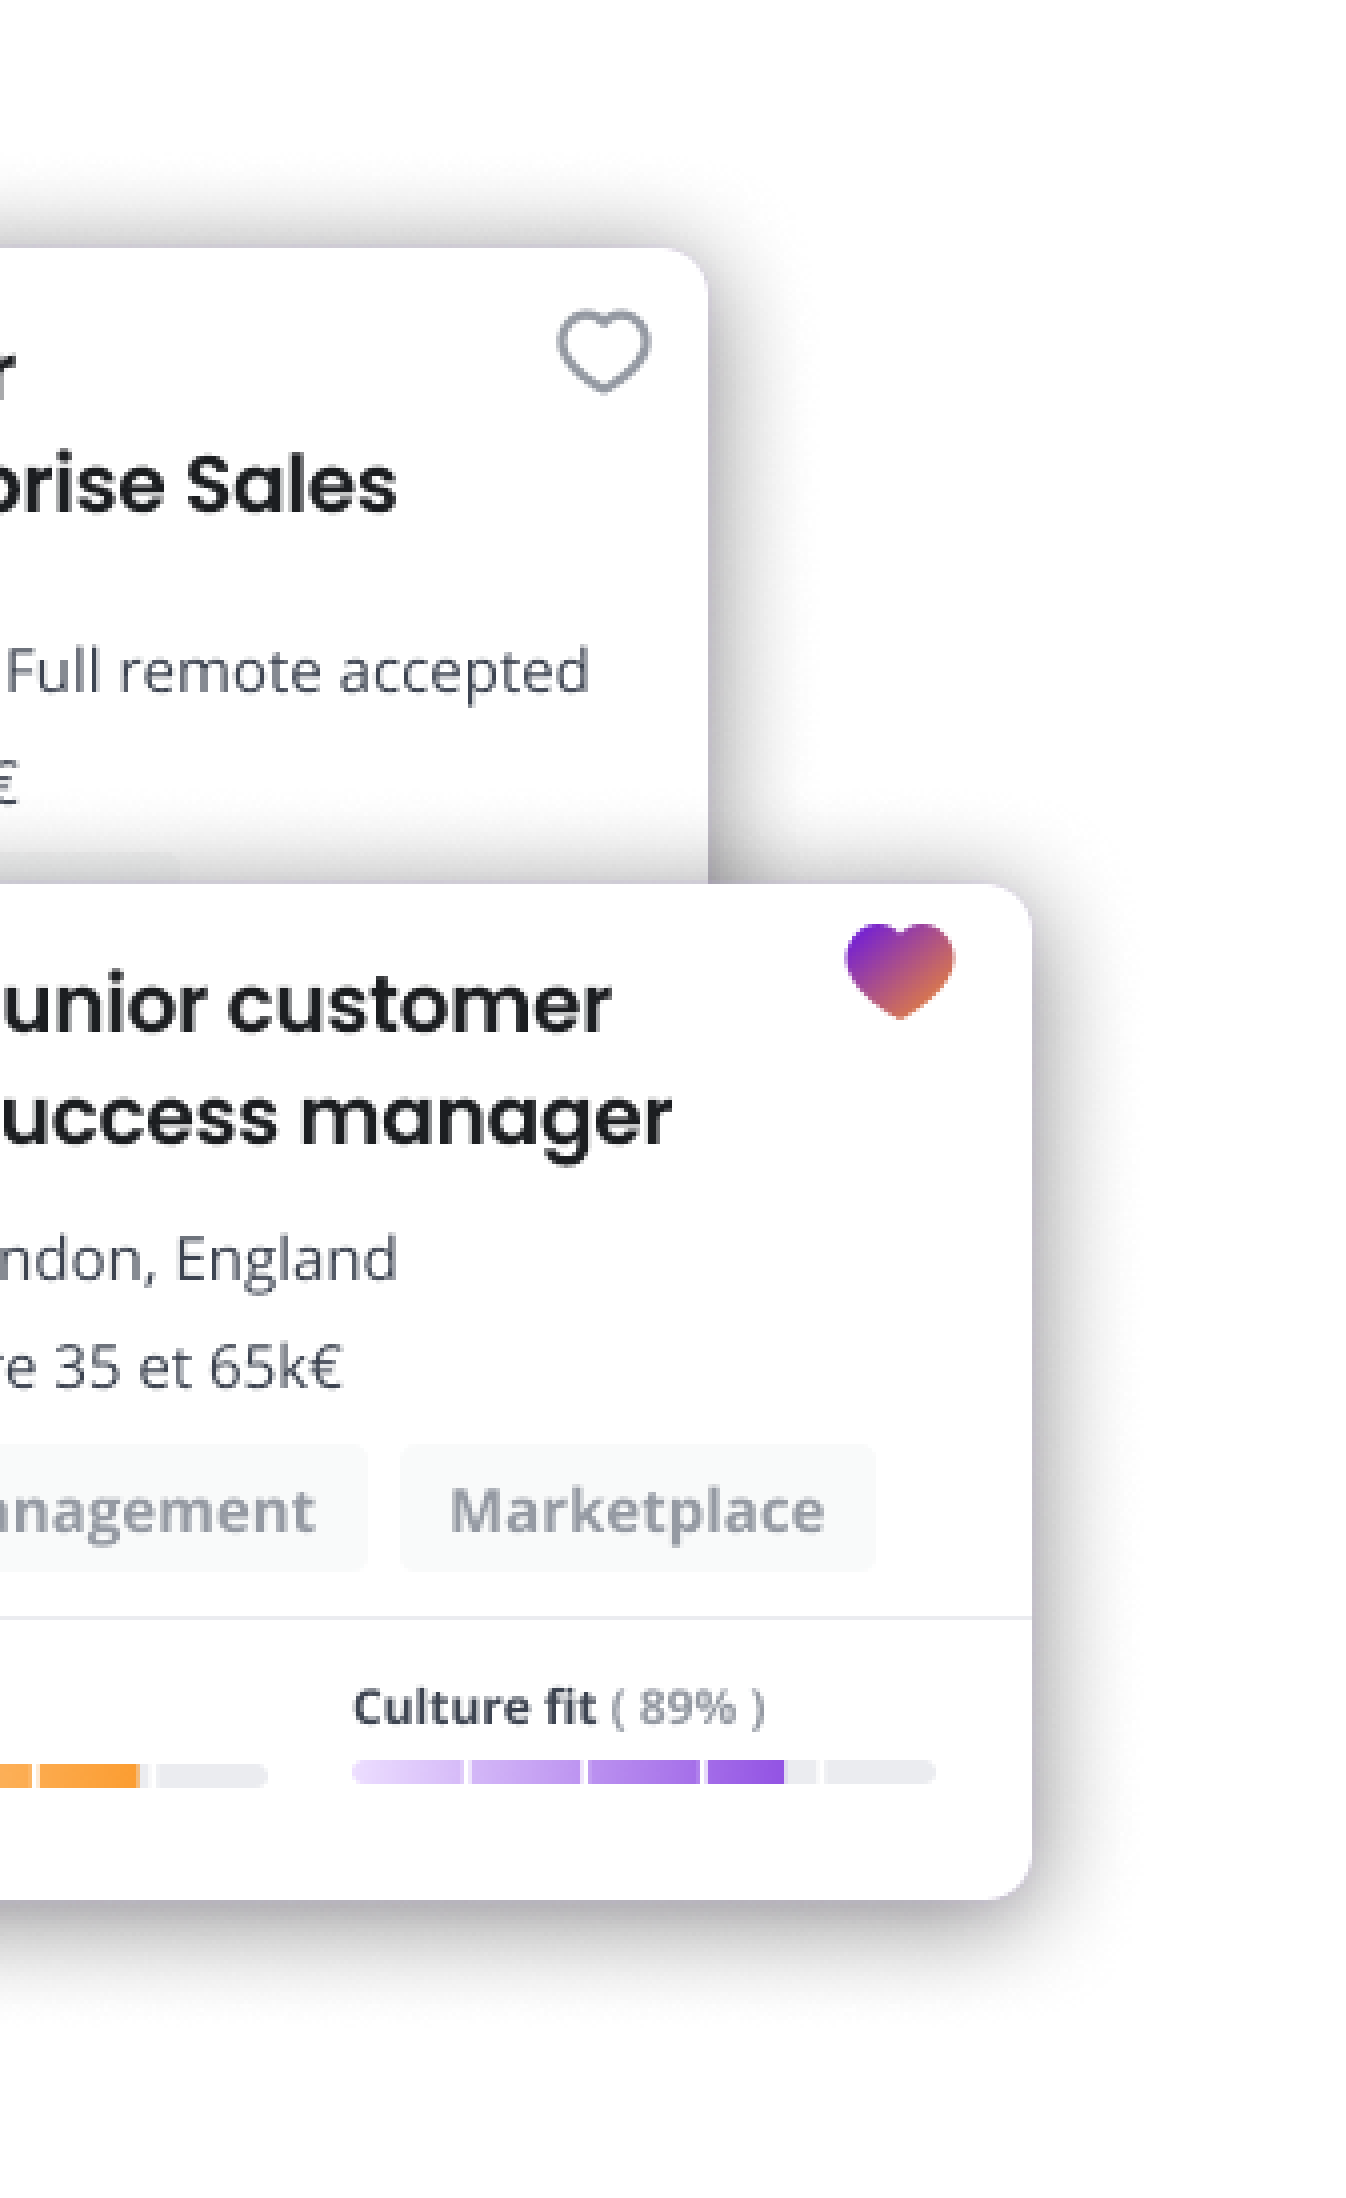 r
prise Sales
Full remote accepted
€
unior customer
uccess manager
ndon, England
re 35 et 65k€
nagement
Marketplace
Culture fit ( 89% )